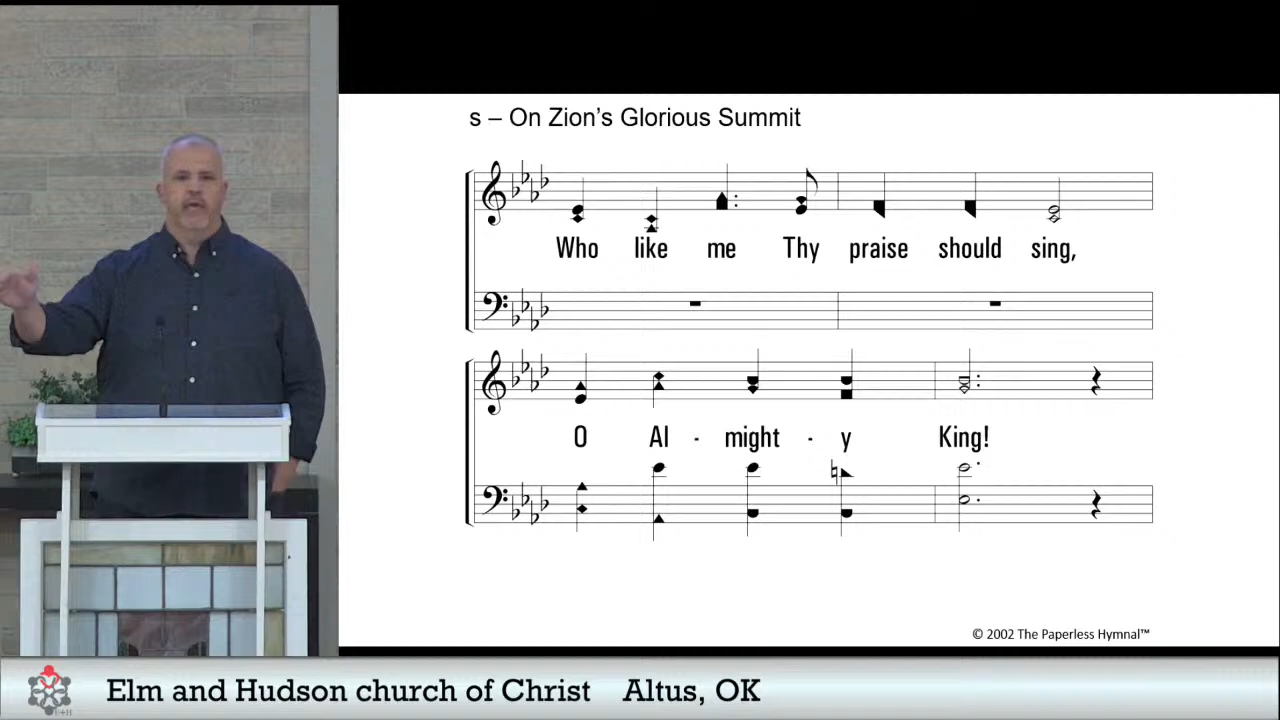 s – On Zion's Glorious Summit
Who like me Thy praise should sing,
O Al - might - y King!
© 2002 The Paperless Hymnal™
Elm and Hudson church of Christ Altus, OK